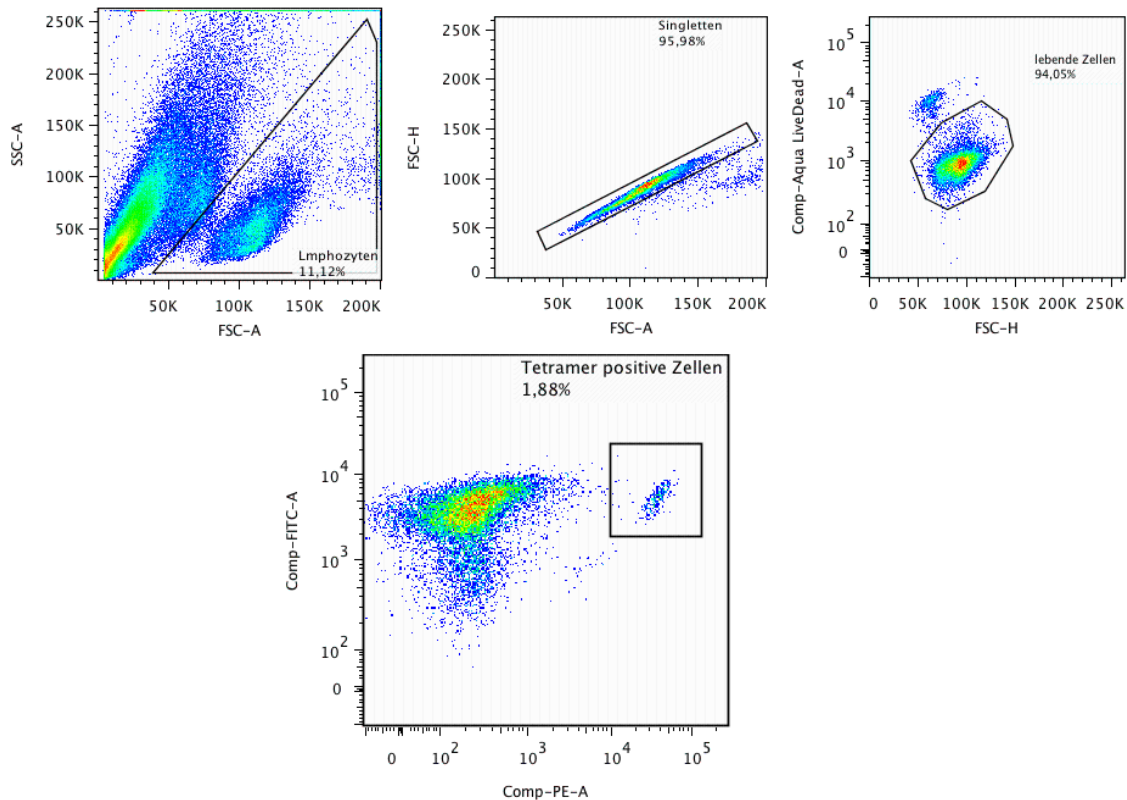 250K
200K
150K
100K
50K
SSC-A
Lmphozyten
11,12%
50K 100K 150K 200K
FSC-A
250K
200K
150K
100K
50K
0
FSC-H
Singletten
95,98%
50K 100K 150K 200K
FSC-A
10^5
10^4
10^3
10^2
0
Comp-Aqua LiveDead-A
lebende Zellen
94,05%
0 50K 100K 150K 200K 250K
FSC-H
Tetramer positive Zellen
1,88%
10^5
10^4
10^3
10^2
0
Comp-FITC-A
0 10^2 10^3 10^4 10^5
Comp-PE-A